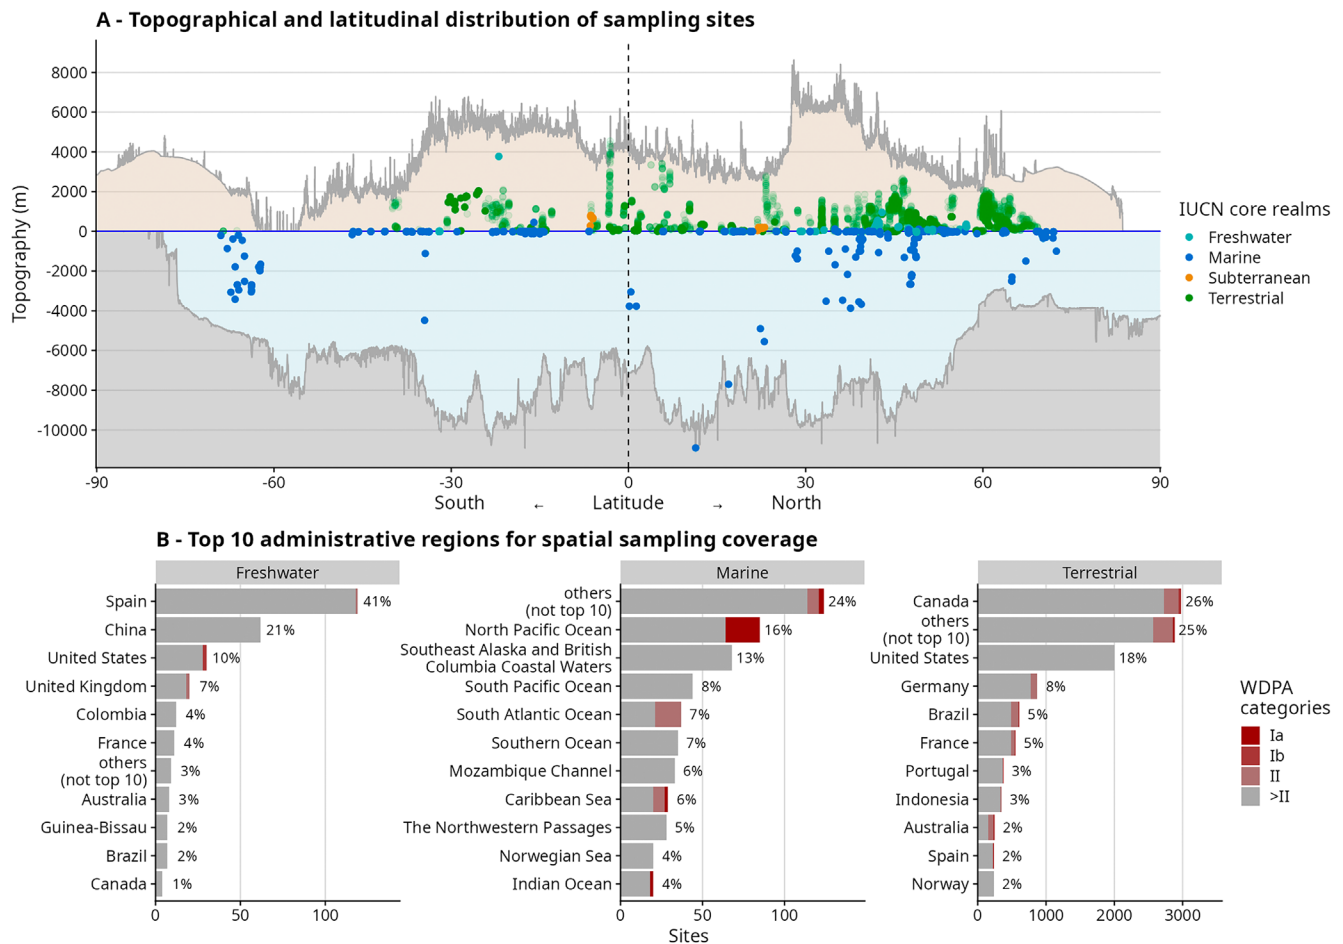 A - Topographical and latitudinal distribution of sampling sites
Topography (m)
8000
6000
4000
2000
0
-2000
-4000
-6000
-8000
-10000
-90
-60
-30
0
30
60
90
South ← Latitude → North
IUCN core realms
Freshwater
Marine
Subterranean
Terrestrial
B - Top 10 administrative regions for spatial sampling coverage
Freshwater
Spain 41%
China 21%
United States 10%
United Kingdom 7%
Colombia 4%
France 4%
others
(not top 10) 3%
Australia 3%
Guinea-Bissau 2%
Brazil 2%
Canada 1%
0
50
100
Marine
others
(not top 10) 24%
North Pacific Ocean 16%
Southeast Alaska and British
Columbia Coastal Waters 13%
South Pacific Ocean 8%
South Atlantic Ocean 7%
Southern Ocean 7%
Mozambique Channel 6%
Caribbean Sea 6%
The Northwestern Passages 5%
Norwegian Sea 4%
Indian Ocean 4%
0
50
100
Sites
Terrestrial
Canada 26%
others
(not top 10) 25%
United States 18%
Germany 8%
Brazil 5%
France 5%
Portugal 3%
Indonesia 3%
Australia 2%
Spain 2%
Norway 2%
0
1000
2000
3000
WDPA
categories
Ia
Ib
II
>II